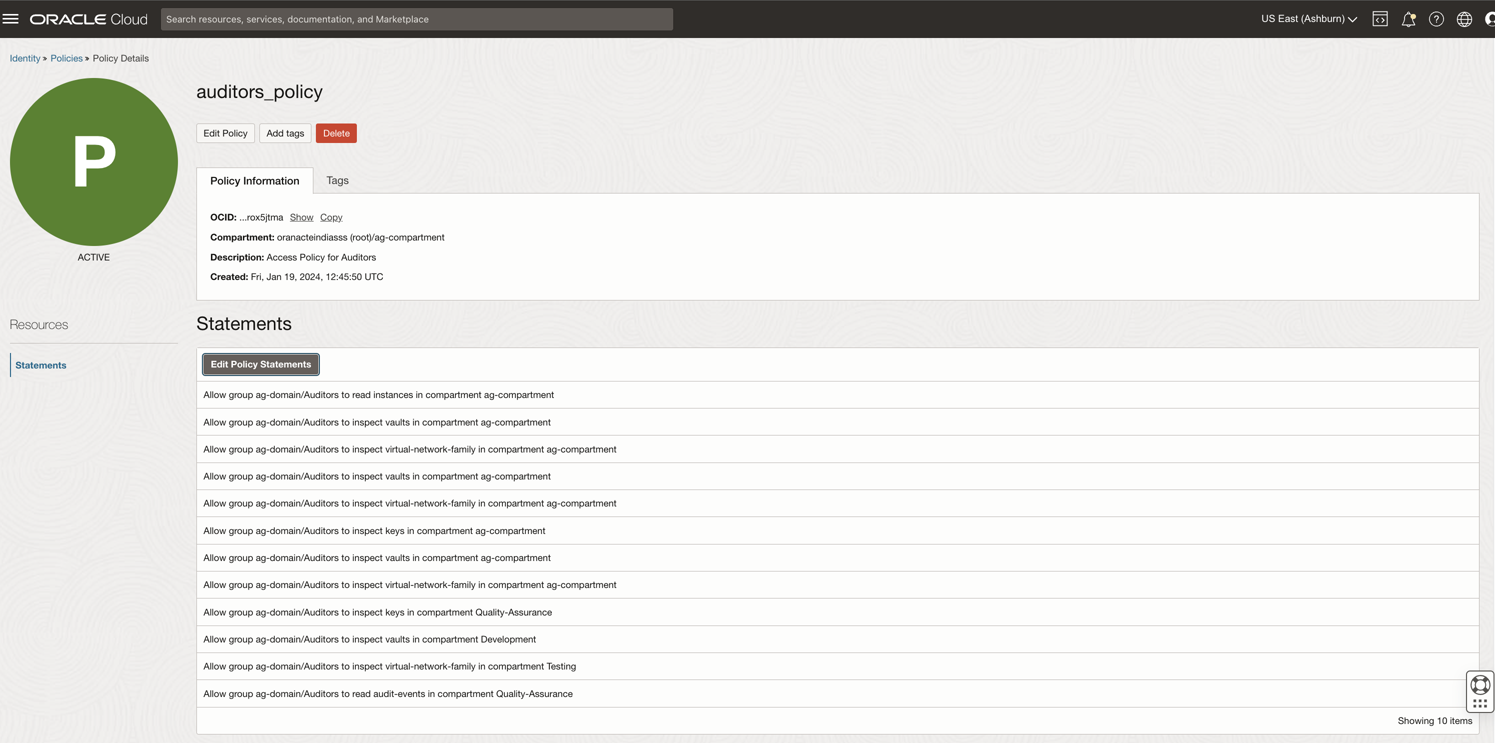 ORACLE Cloud
Search resources, services, documentation, and Marketplace
US East (Ashburn)
Identity » Policies » Policy Details
P
ACTIVE
auditors_policy
Edit Policy
Add tags
Delete
Policy Information
Tags
OCID: ...rox5jtma Show Copy
Compartment: oranacteindiasss (root)/ag-compartment
Description: Access Policy for Auditors
Created: Fri, Jan 19, 2024, 12:45:50 UTC
Resources
Statements
Statements
Edit Policy Statements
Allow group ag-domain/Auditors to read instances in compartment ag-compartment
Allow group ag-domain/Auditors to inspect vaults in compartment ag-compartment
Allow group ag-domain/Auditors to inspect virtual-network-family in compartment ag-compartment
Allow group ag-domain/Auditors to inspect vaults in compartment ag-compartment
Allow group ag-domain/Auditors to inspect virtual-network-family in compartment ag-compartment
Allow group ag-domain/Auditors to inspect keys in compartment ag-compartment
Allow group ag-domain/Auditors to inspect vaults in compartment ag-compartment
Allow group ag-domain/Auditors to inspect virtual-network-family in compartment ag-compartment
Allow group ag-domain/Auditors to inspect keys in compartment Quality-Assurance
Allow group ag-domain/Auditors to inspect vaults in compartment Development
Allow group ag-domain/Auditors to inspect virtual-network-family in compartment Testing
Allow group ag-domain/Auditors to read audit-events in compartment Quality-Assurance
Showing 10 items